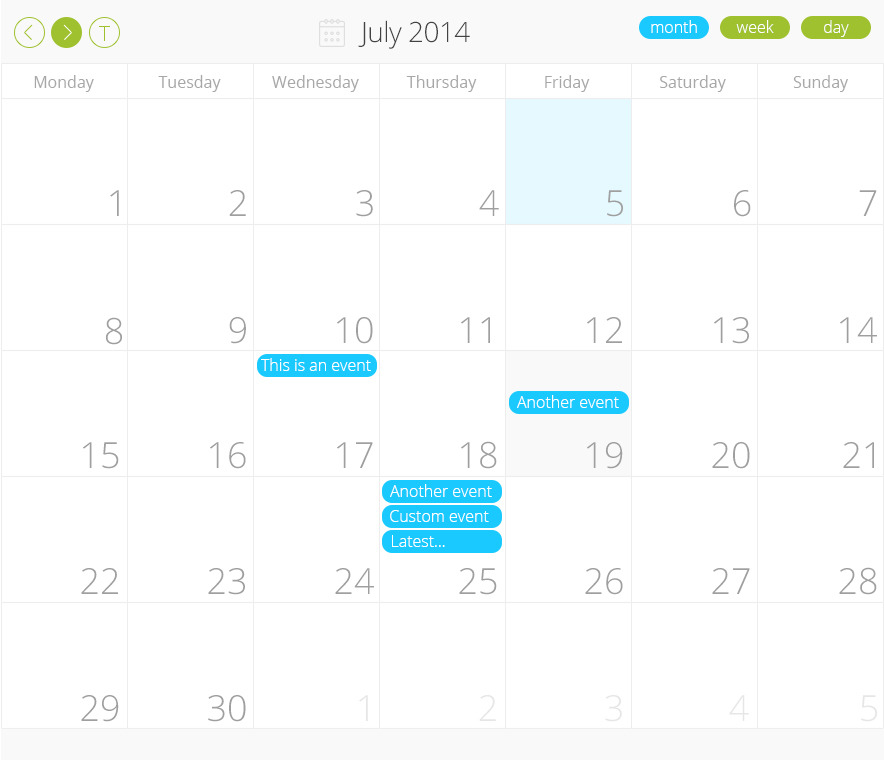 T July 2014 month week day
Monday Tuesday Wednesday Thursday Friday Saturday Sunday
1 2 3 4 5 6 7
8 9 10 11 12 13 14
This is an event
Another event
15 16 17 18 19 20 21
Another event
Custom event
Latest...
22 23 24 25 26 27 28
29 30 1 2 3 4 5